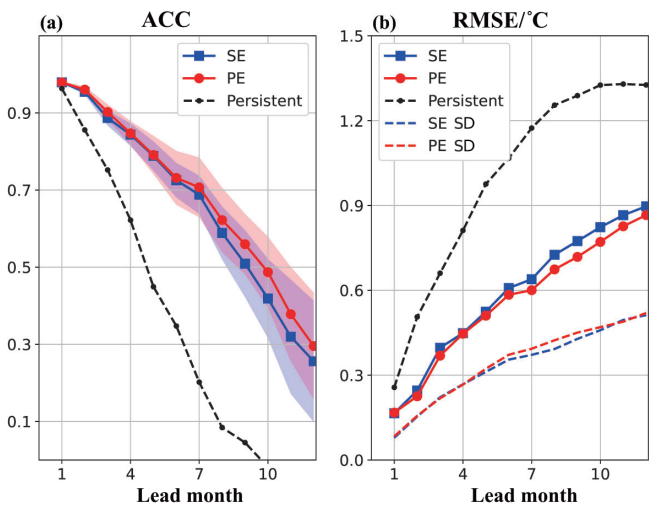 (a)
ACC
SE
PE
Persistent
0.9
0.7
0.5
0.3
0.1
1
4
7
10
Lead month
(b)
RMSE/°C
SE
PE
Persistent
SE SD
PE SD
1.5
1.2
0.9
0.6
0.3
0.0
1
4
7
10
Lead month